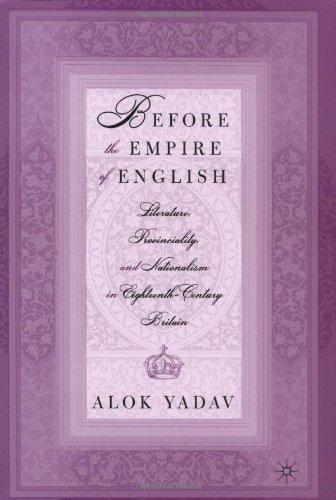 BEFORE
the EMPIRE
of ENGLISH
Literature,
Provinciality,
and Nationalism
in Eighteenth-Century
Britain
ALOK YADAV